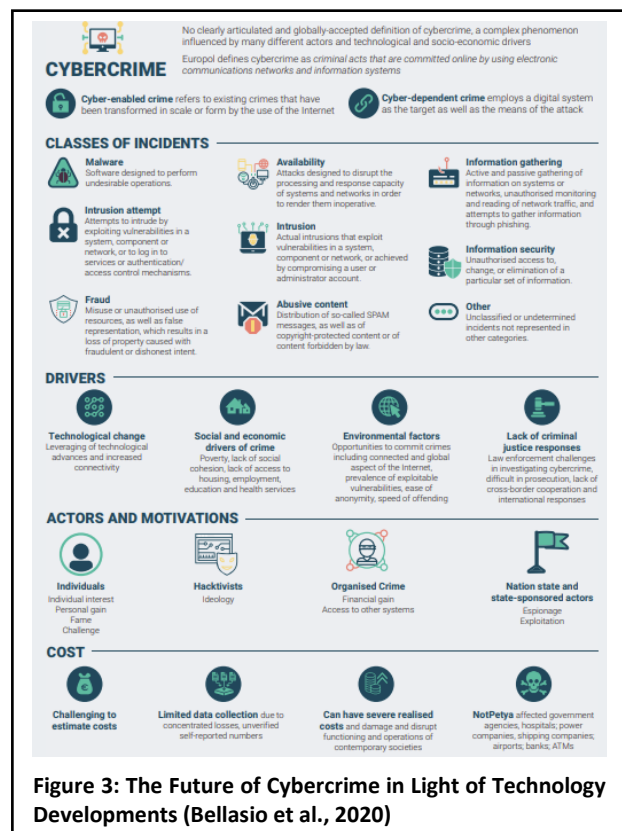 No clearly articulated and globally-accepted definition of cybercrime, a complex phenomenon
influenced by many different actors and technological and socio-economic drivers
CYBERCRIME
Europol defines cybercrime as criminal acts that are committed online by using electronic
communications networks and information systems
Cyber-enabled crime refers to existing crimes that have
been transformed in scale or form by the use of the Internet
Cyber-dependent crime employs a digital system
as the target as well as the means of the attack
CLASSES OF INCIDENTS
Malware
Software designed to perform
undesirable operations.
Availability
Attacks designed to disrupt the
processing and response capacity
of systems and networks in order
to render them inoperative.
Information gathering
Active and passive gathering of
information on systems or
networks, unauthorised monitoring
and reading of network traffic, and
attempts to gather information
through phishing.
Intrusion attempt
Attempts to intrude by
exploiting vulnerabilities in a
system, component or
network, or to log in to
services or authentication/
access control mechanisms.
Intrusion
Actual intrusions that exploit
vulnerabilities in a system,
component or network, or achieved
by compromising a user or
administrator account.
Information security
Unauthorised access to,
change, or elimination of a
particular set of information.
Fraud
Misuse or unauthorised use of
resources, as well as false
representation, which results in a
loss of property caused with
fraudulent or dishonest intent.
Abusive content
Distribution of so-called SPAM
messages, as well as of
copyright-protected content or of
content forbidden by law.
Other
Unclassified or undetermined
incidents not represented in
other categories.
DRIVERS
Technological change
Leveraging of technological
advances and increased
connectivity
Social and economic
drivers of crime
Poverty, lack of social
cohesion, lack of access to
housing, employment,
education and health services
Environmental factors
Opportunities to commit crimes
including connected and global
aspect of the Internet,
prevalence of exploitable
vulnerabilities, ease of
anonymity, speed of offending
Lack of criminal
justice responses
Law enforcement challenges
in investigating cybercrime,
difficult in prosecution, lack of
cross-border cooperation and
international responses
ACTORS AND MOTIVATIONS
Individuals
Individual interest
Personal gain
Fame
Challenge
Hacktivists
Ideology
Organised Crime
Financial gain
Access to other systems
Nation state and
state-sponsored actors
Espionage
Exploitation
COST
Challenging to
estimate costs
Limited data collection due to
concentrated losses, unverified
self-reported numbers
Can have severe realised
costs and damage and disrupt
functioning and operations of
contemporary societies
NotPetya affected government
agencies, hospitals; power
companies, shipping companies;
airports; banks; ATMs
Figure 3: The Future of Cybercrime in Light of Technology
Developments (Bellasio et al., 2020)